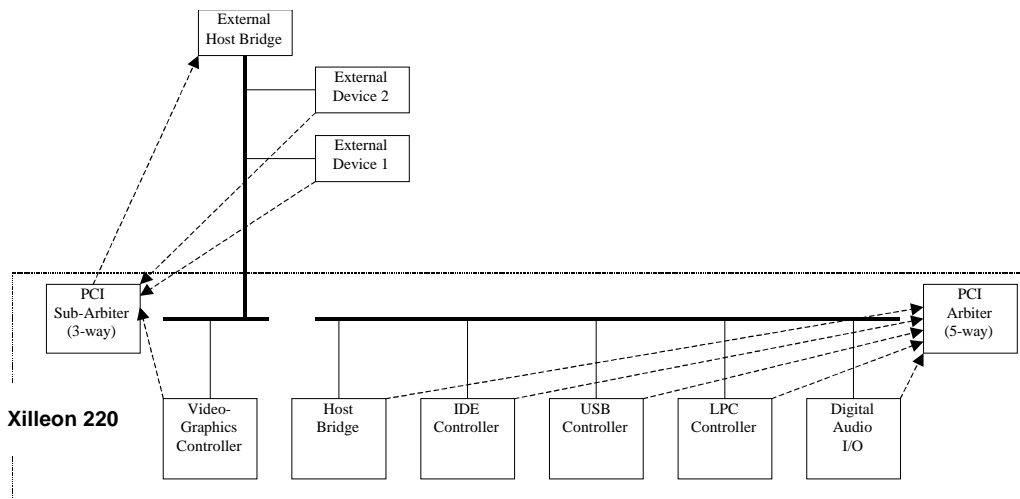 External
Host Bridge
External
Device 2
External
Device 1
PCI
Sub-Arbiter
(3-way)
PCI
Arbiter
(5-way)
Xilleon 220
Video-
Graphics
Controller
Host
Bridge
IDE
Controller
USB
Controller
LPC
Controller
Digital
Audio
I/O